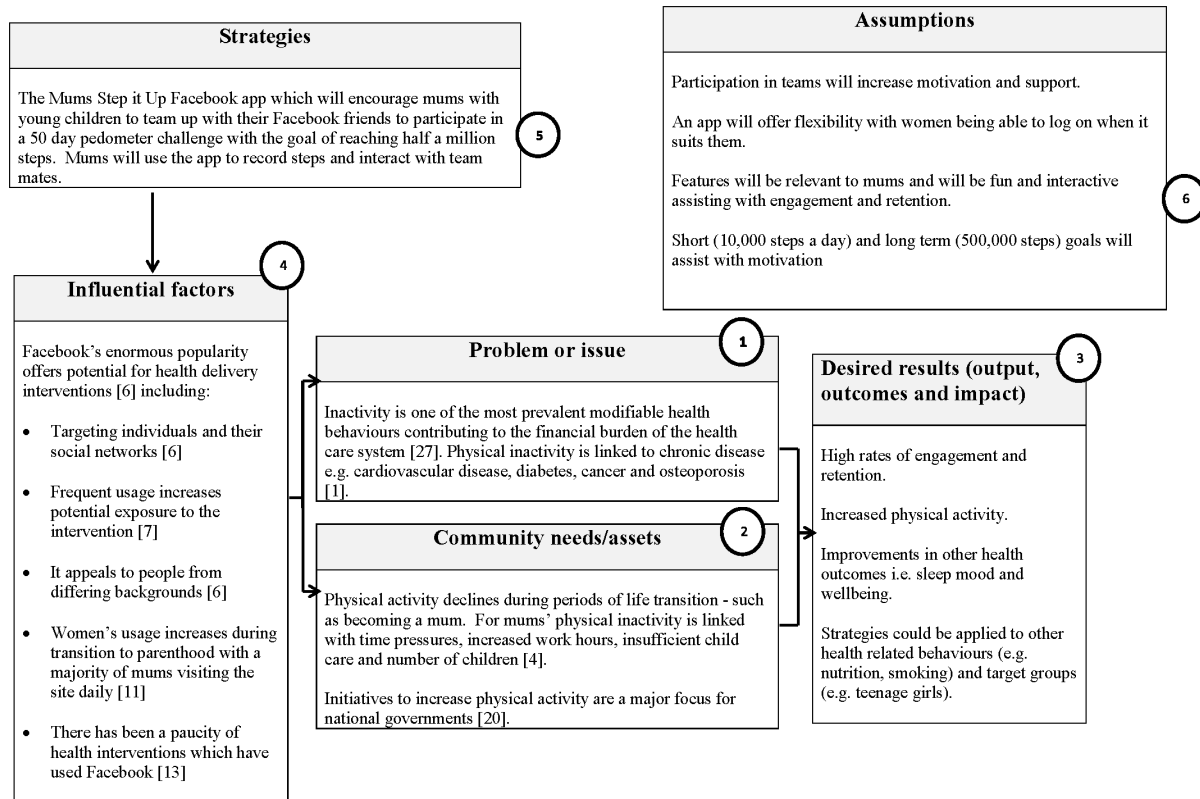 Strategies
The Mums Step it Up Facebook app which will encourage mums with
young children to team up with their Facebook friends to participate in
a 50 day pedometer challenge with the goal of reaching half a million
steps.  Mums will use the app to record steps and interact with team
mates.
5
Assumptions
Participation in teams will increase motivation and support.
An app will offer flexibility with women being able to log on when it
suits them.
Features will be relevant to mums and will be fun and interactive
assisting with engagement and retention.
Short (10,000 steps a day) and long term (500,000 steps) goals will
assist with motivation
6
4
Influential factors
Facebook's enormous popularity
offers potential for health delivery
interventions [6] including:
• Targeting individuals and their
social networks [6]
• Frequent usage increases
potential exposure to the
intervention [7]
• It appeals to people from
differing backgrounds [6]
• Women's usage increases during
transition to parenthood with a
majority of mums visiting the
site daily [11]
• There has been a paucity of
health interventions which have
used Facebook [13]
1
Problem or issue
Inactivity is one of the most prevalent modifiable health
behaviours contributing to the financial burden of the health
care system [27]. Physical inactivity is linked to chronic disease
e.g. cardiovascular disease, diabetes, cancer and osteoporosis
[1].
2
Community needs/assets
Physical activity declines during periods of life transition - such
as becoming a mum.  For mums' physical inactivity is linked
with time pressures, increased work hours, insufficient child
care and number of children [4].
Initiatives to increase physical activity are a major focus for
national governments [20].
3
Desired results (output,
outcomes and impact)
High rates of engagement and
retention.
Increased physical activity.
Improvements in other health
outcomes i.e. sleep mood and
wellbeing.
Strategies could be applied to other
health related behaviours (e.g.
nutrition, smoking) and target groups
(e.g. teenage girls).